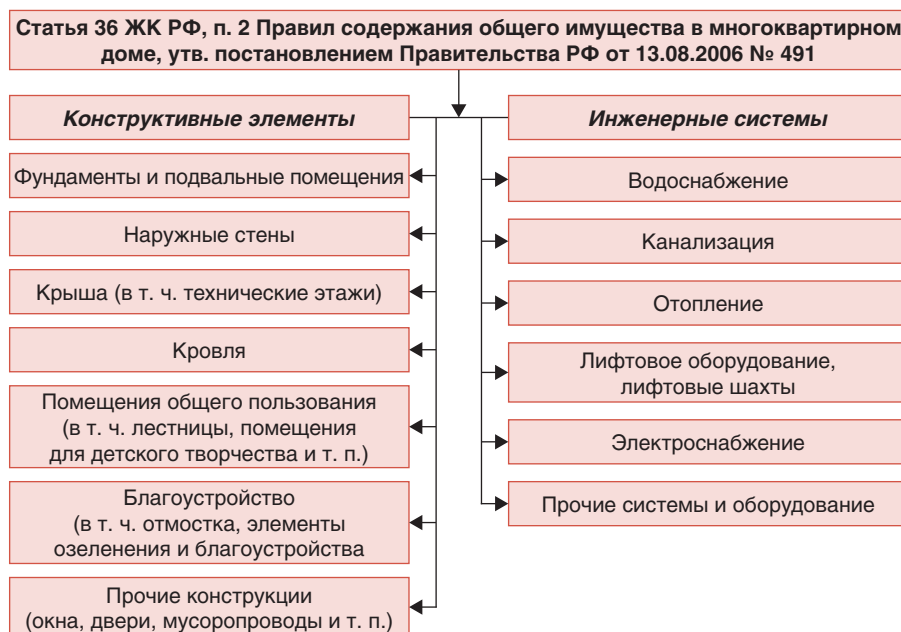 Статья 36 ЖК РФ, п. 2 Правил содержания общего имущества в многоквартирном
доме, утв. постановлением Правительства РФ от 13.08.2006 № 491
Конструктивные элементы
Фундаменты и подвальные помещения
Наружные стены
Крыша (в т. ч. технические этажи)
Кровля
Помещения общего пользования
(в т. ч. лестницы, помещения
для детского творчества и т. п.)
Благоустройство
(в т. ч. отмостка, элементы
озеленения и благоустройства
Прочие конструкции
(окна, двери, мусоропроводы и т. п.)
Инженерные системы
Водоснабжение
Канализация
Отопление
Лифтовое оборудование,
лифтовые шахты
Электроснабжение
Прочие системы и оборудование